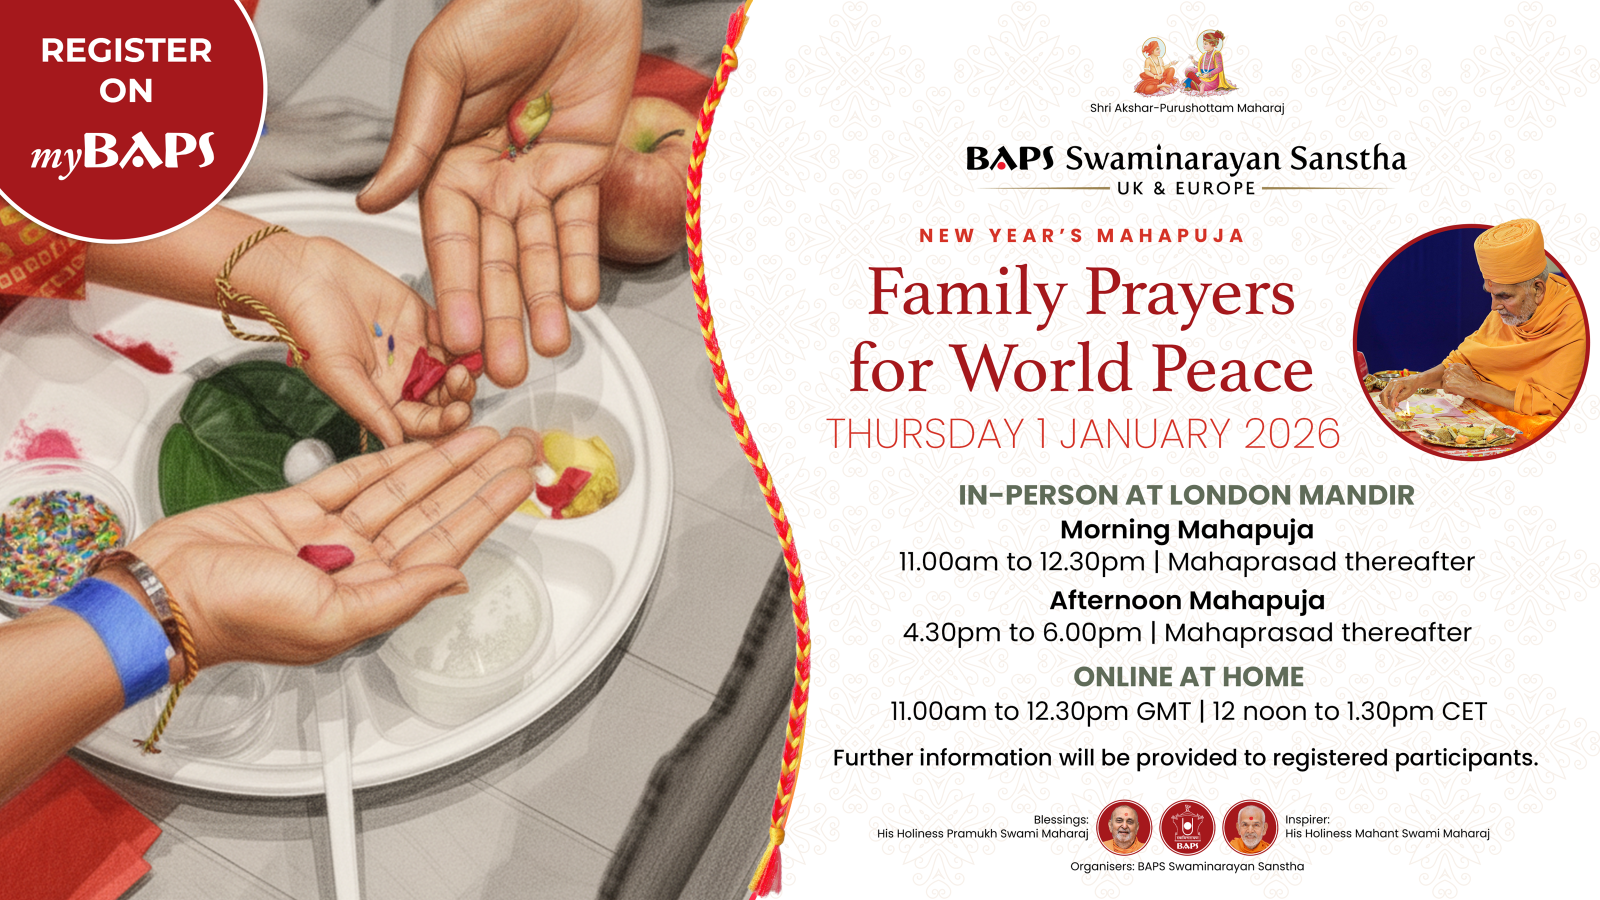 REGISTER
ON
myBAPS
Shri Akshar-Purushottam Maharaj
BAPS Swaminarayan Sanstha
UK & EUROPE
NEW YEAR'S MAHAPUJA
Family Prayers
for World Peace
THURSDAY 1 JANUARY 2026
IN-PERSON AT LONDON MANDIR
Morning Mahapuja
11.00am to 12.30pm | Mahaprasad thereafter
Afternoon Mahapuja
4.30pm to 6.00pm | Mahaprasad thereafter
ONLINE AT HOME
11.00am to 12.30pm GMT | 12 noon to 1.30pm CET
Further information will be provided to registered participants.
Blessings:
His Holiness Pramukh Swami Maharaj
BAPS
Inspirer:
His Holiness Mahant Swami Maharaj
Organisers: BAPS Swaminarayan Sanstha